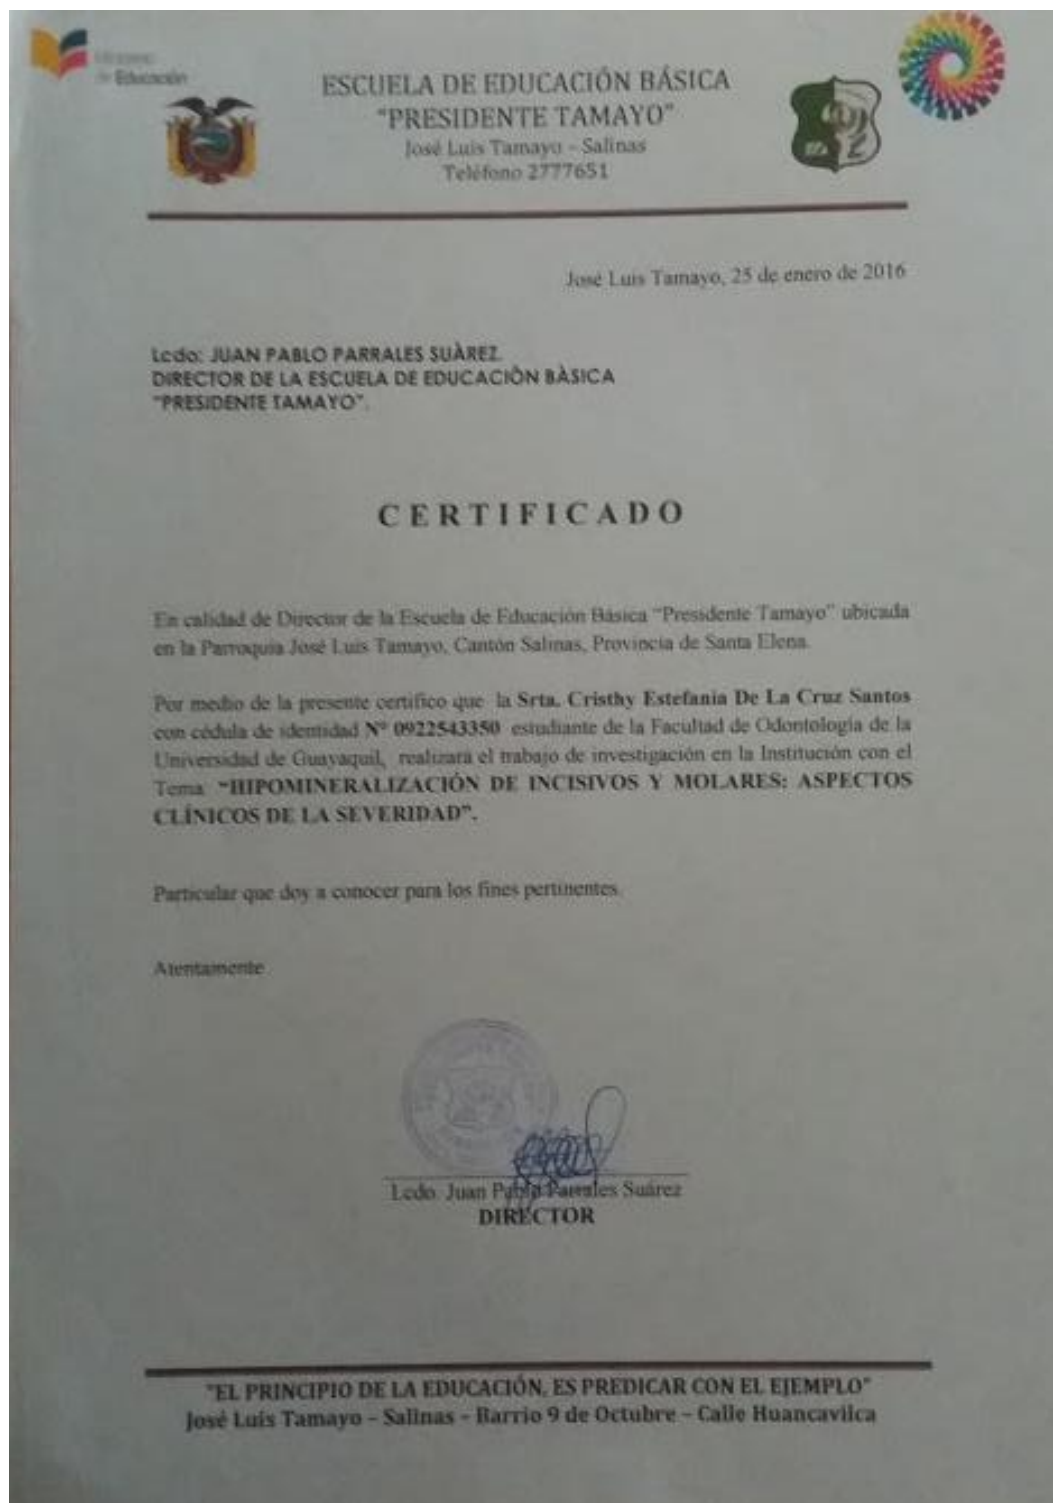 Ministerio
de Educación
ESCUELA DE EDUCACIÓN BÁSICA
"PRESIDENTE TAMAYO"
José Luis Tamayo – Salinas
Teléfono 2777651
José Luis Tamayo, 25 de enero de 2016
Lcdo: JUAN PABLO PARRALES SUÀREZ.
DIRECTOR DE LA ESCUELA DE EDUCACIÒN BÀSICA
"PRESIDENTE TAMAYO".
CERTIFICADO
En calidad de Director de la Escuela de Educación Básica "Presidente Tamayo" ubicada
en la Parroquia José Luis Tamayo, Cantón Salinas, Provincia de Santa Elena.
Por medio de la presente certifico que la Srta. Cristhy Estefania De La Cruz Santos
con cédula de identidad Nº 0922543350 estudiante de la Facultad de Odontología de la
Universidad de Guayaquil, realizara el trabajo de investigación en la Institución con el
Tema "HIPOMINERALIZACIÓN DE INCISIVOS Y MOLARES: ASPECTOS
CLÍNICOS DE LA SEVERIDAD".
Particular que doy a conocer para los fines pertinentes.
Atentamente
Lcdo. Juan Pablo Parrales Suárez
DIRECTOR
"EL PRINCIPIO DE LA EDUCACIÓN, ES PREDICAR CON EL EJEMPLO"
José Luis Tamayo – Salinas – Barrio 9 de Octubre – Calle Huancavilca